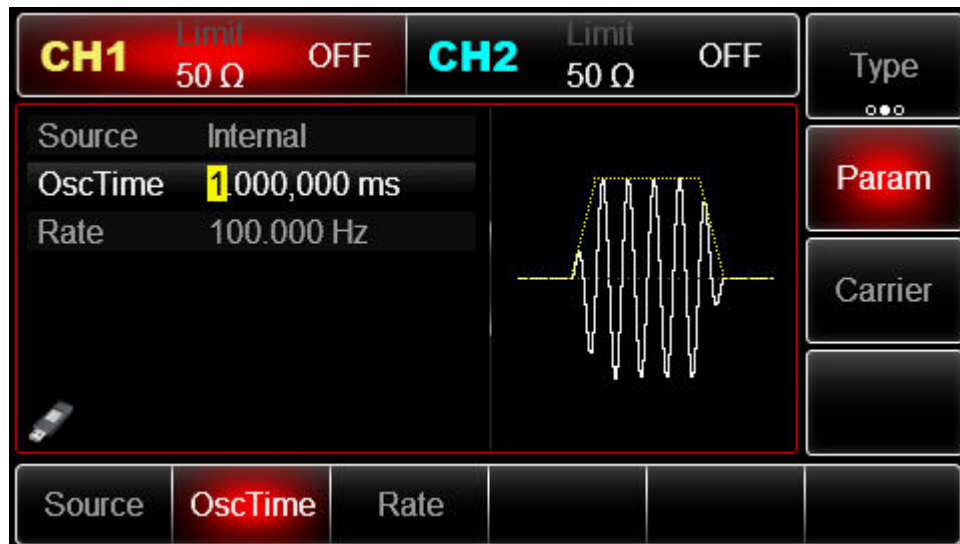 CH1 Limit 50 Ω OFF CH2 Limit 50 Ω OFF
Type
Source Internal
OscTime 1.000,000 ms
Rate 100.000 Hz
Param
Carrier
Source OscTime Rate